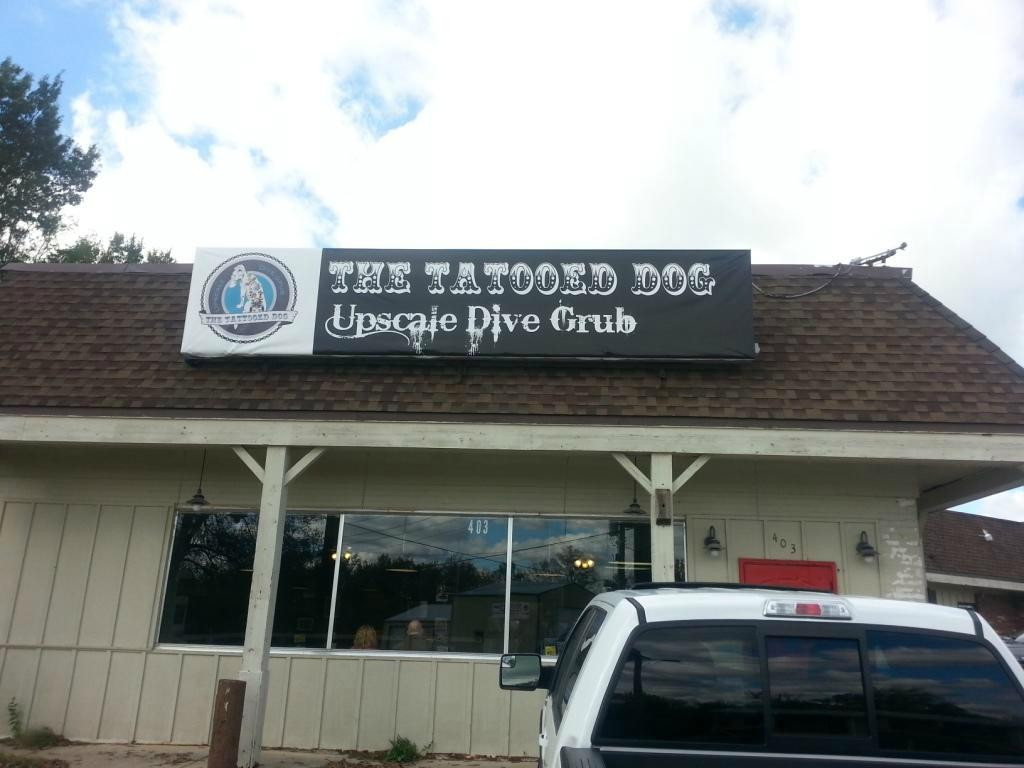 THE TATOOED DOG
Upscale Dive Grub
THE TATTOOED DOG
403
403